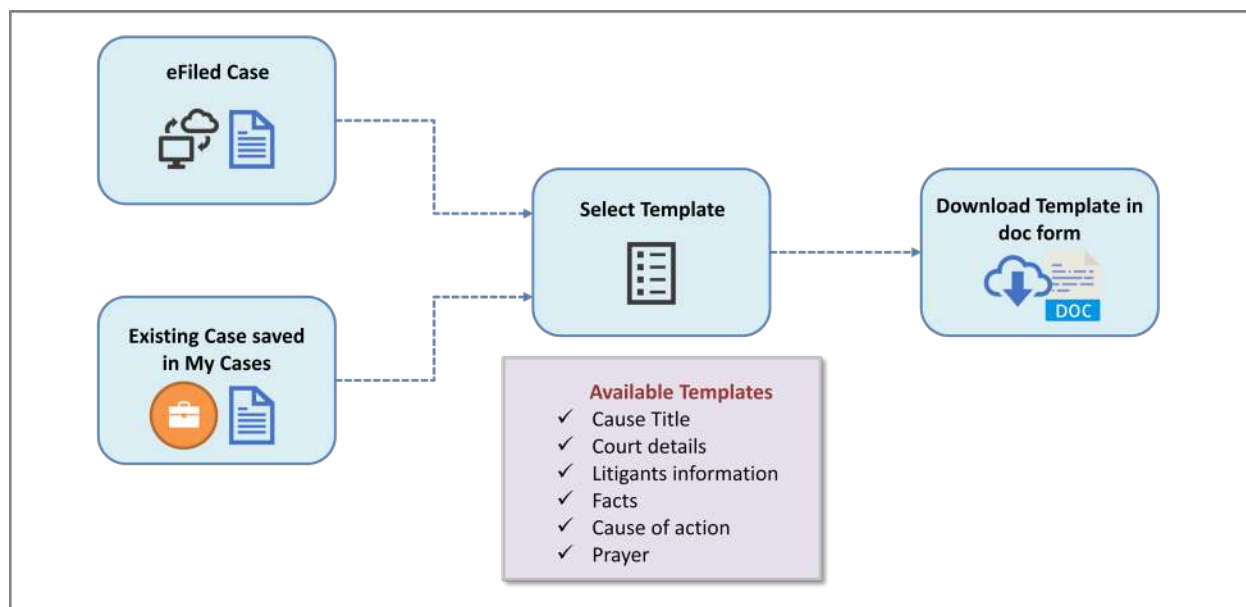 eFiled Case
Existing Case saved
in My Cases
Select Template
Available Templates
✓ Cause Title
✓ Court details
✓ Litigants information
✓ Facts
✓ Cause of action
✓ Prayer
Download Template in
doc form
DOC